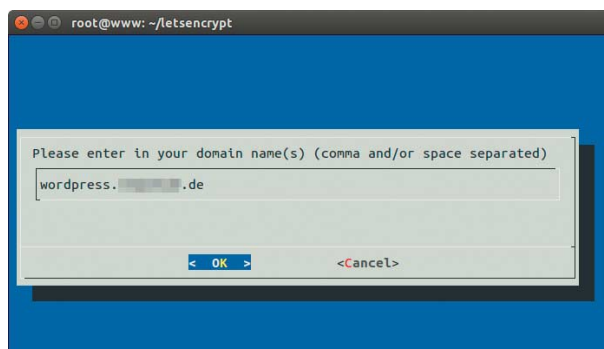 root@www: ~/letsencrypt
Please enter in your domain name(s) (comma and/or space separated)
wordpress. .de
< OK >
<Cancel>